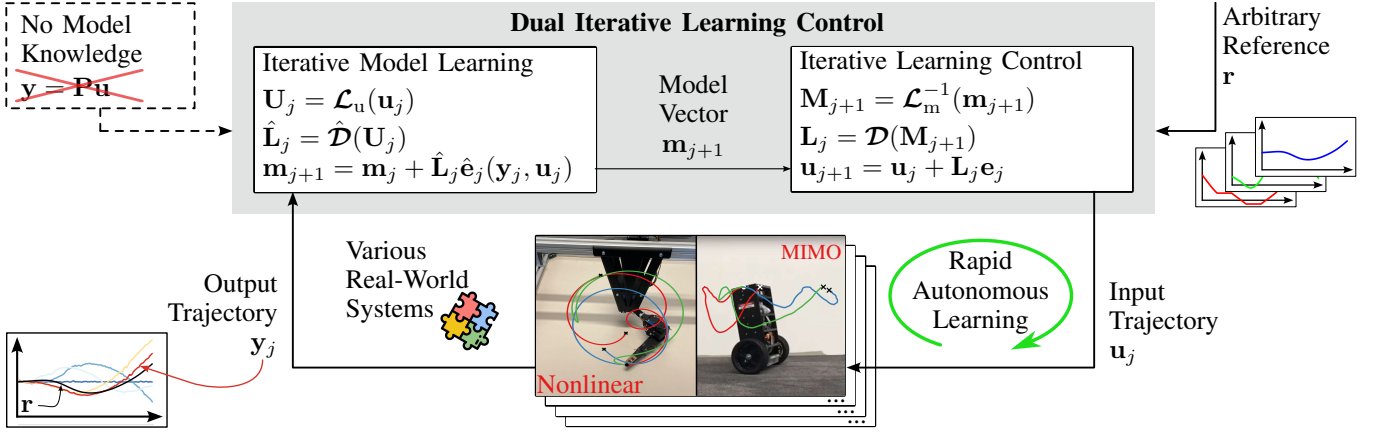 No Model
Knowledge
y = Pu
Dual Iterative Learning Control
Iterative Model Learning
U_j = 𝓛_u(u_j)
L̂_j = 𝓓̂(U_j)
m_{j+1} = m_j + L̂_j ê_j(y_j, u_j)
Model
Vector
m_{j+1}
Iterative Learning Control
M_{j+1} = 𝓛_m^{-1}(m_{j+1})
L_j = 𝓓(M_{j+1})
u_{j+1} = u_j + L_j e_j
Arbitrary
Reference
r
Output
Trajectory
y_j
r
Various
Real-World
Systems
Nonlinear
MIMO
...
...
...
Rapid
Autonomous
Learning
Input
Trajectory
u_j